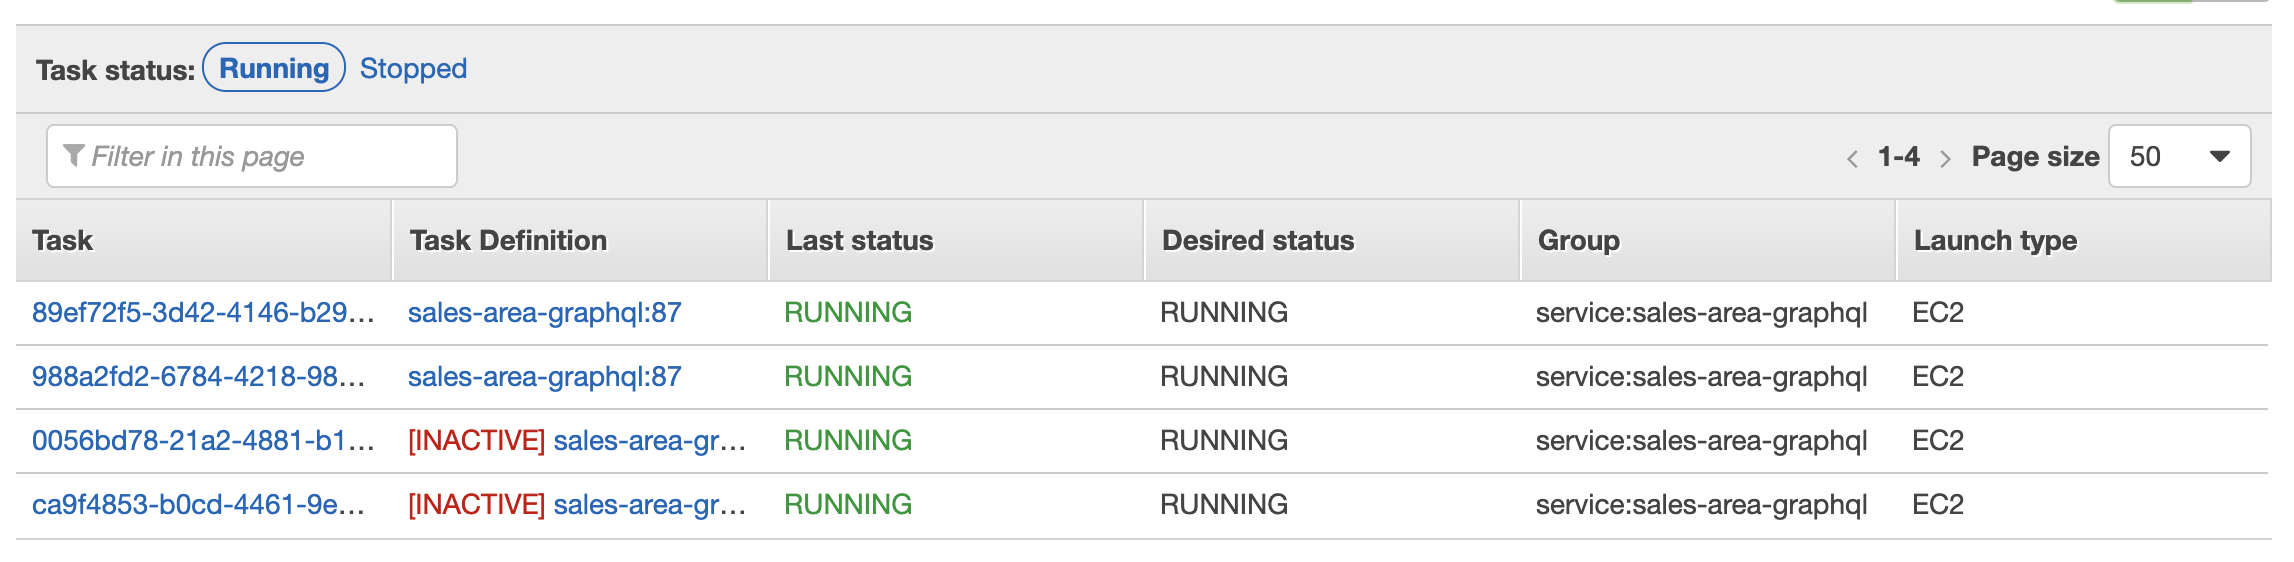 Task status: Running Stopped
Filter in this page
< 1-4 > Page size 50
Task Task Definition Last status Desired status Group Launch type
89ef72f5-3d42-4146-b29... sales-area-graphql:87 RUNNING RUNNING service:sales-area-graphql EC2
988a2fd2-6784-4218-98... sales-area-graphql:87 RUNNING RUNNING service:sales-area-graphql EC2
0056bd78-21a2-4881-b1... [INACTIVE] sales-area-gr... RUNNING RUNNING service:sales-area-graphql EC2
ca9f4853-b0cd-4461-9e... [INACTIVE] sales-area-gr... RUNNING RUNNING service:sales-area-graphql EC2